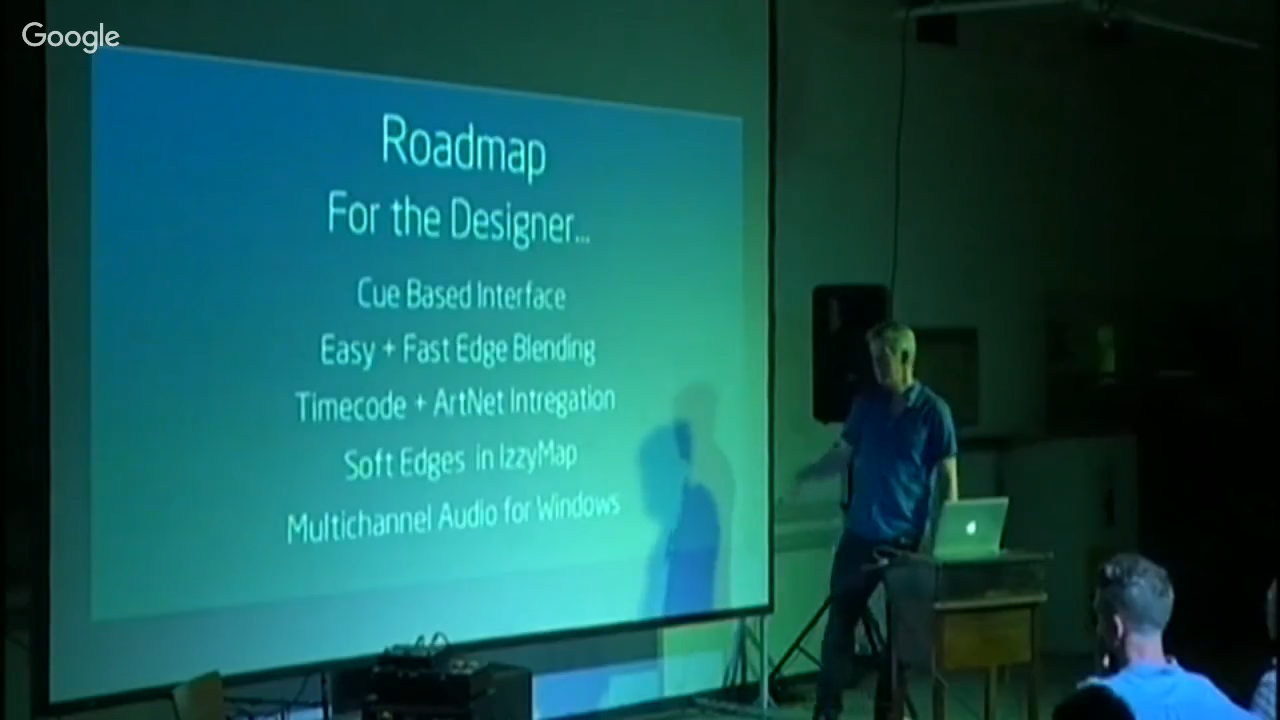 Google
Roadmap
For the Designer...
Cue Based Interface
Easy + Fast Edge Blending
Timecode + ArtNet Intregation
Soft Edges in IzzyMap
Multichannel Audio for Windows